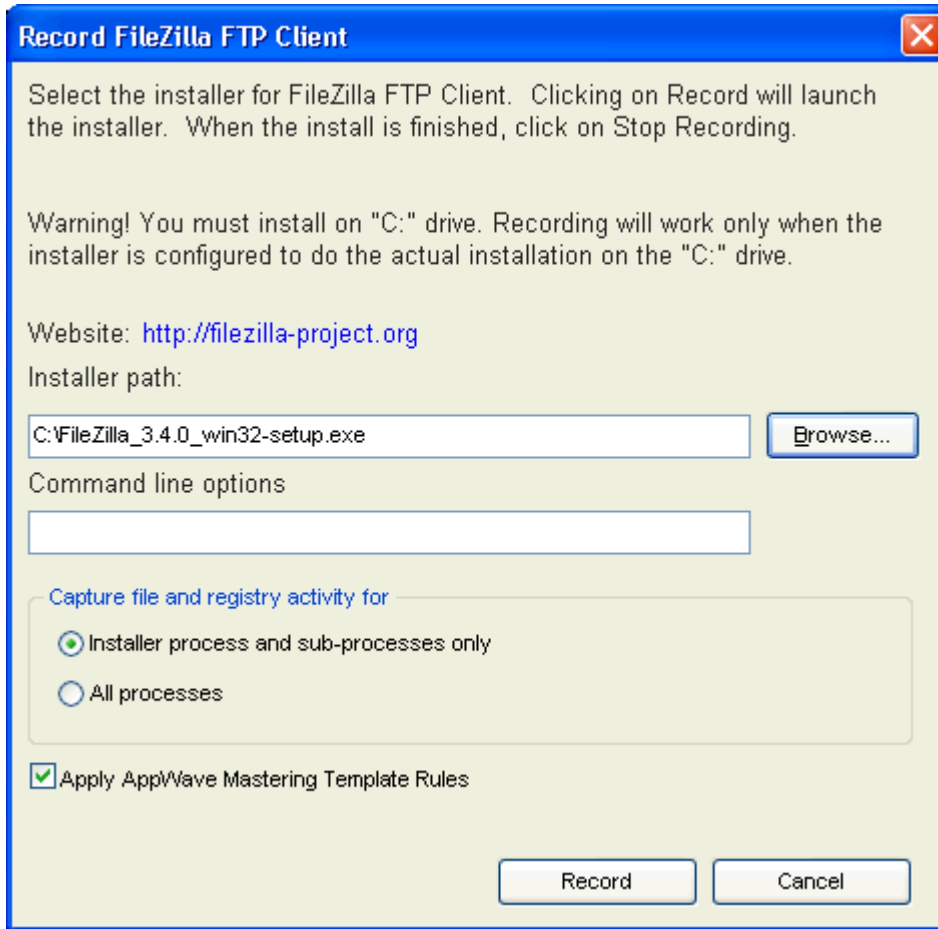 Record FileZilla FTP Client
Select the installer for FileZilla FTP Client.  Clicking on Record will launch
the installer.  When the install is finished, click on Stop Recording.
Warning! You must install on "C:" drive. Recording will work only when the
installer is configured to do the actual installation on the "C:" drive.
Website: http://filezilla-project.org
Installer path:
C:\FileZilla_3.4.0_win32-setup.exe
Browse...
Command line options
Capture file and registry activity for
Installer process and sub-processes only
All processes
Apply AppWave Mastering Template Rules
Record Cancel